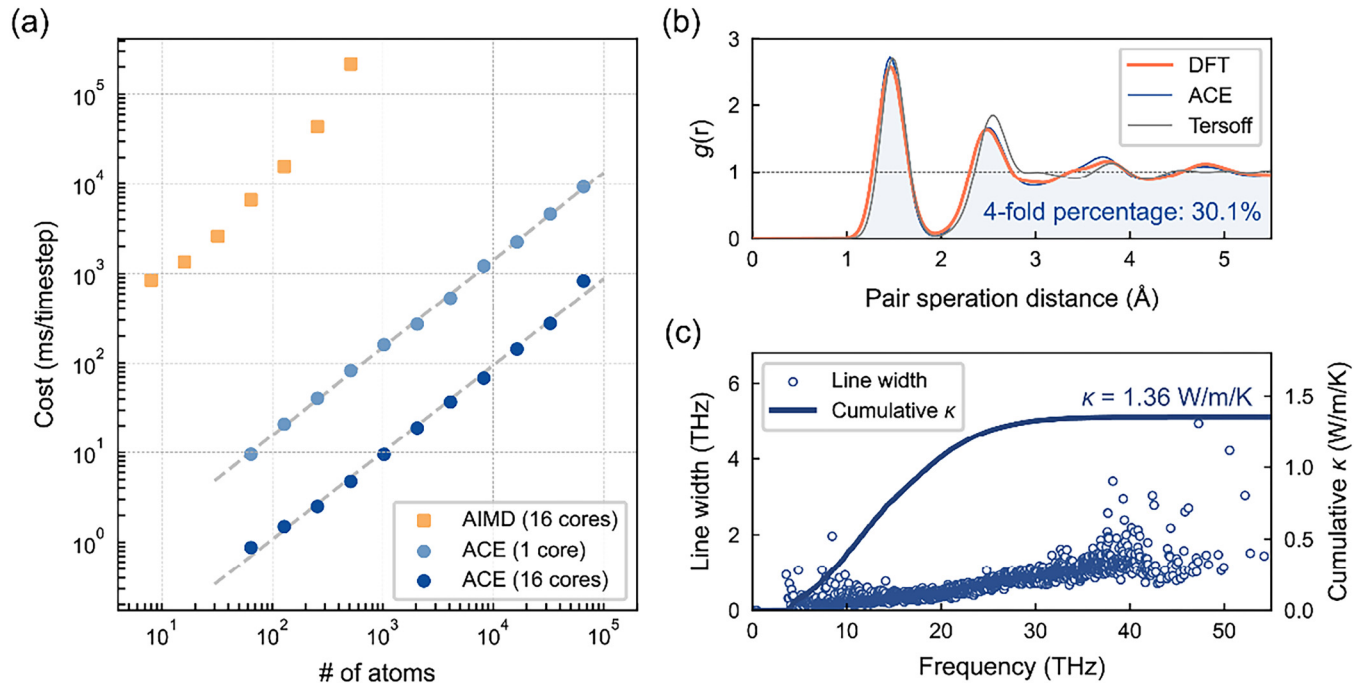 (a)
Cost (ms/timestep)
10^5
10^4
10^3
10^2
10^1
10^0
10^1 10^2 10^3 10^4 10^5
# of atoms
AIMD (16 cores)
ACE (1 core)
ACE (16 cores)
(b)
g(r)
3
2
1
0
DFT
ACE
Tersoff
4-fold percentage: 30.1%
0 1 2 3 4 5
Pair speration distance (Å)
(c)
Line width (THz)
6
4
2
0
Line width
Cumulative κ
κ = 1.36 W/m/K
1.5
1.0
0.5
0.0
Cumulative κ (W/m/K)
0 10 20 30 40 50
Frequency (THz)